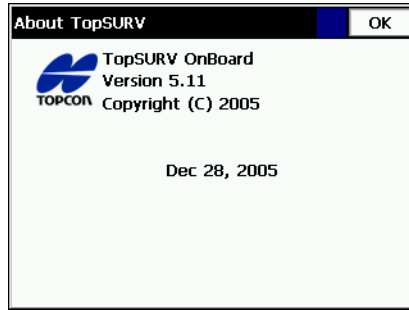 About TopSURV OK
TopSURV OnBoard
Version 5.11
TOPCON Copyright (C) 2005
Dec 28, 2005